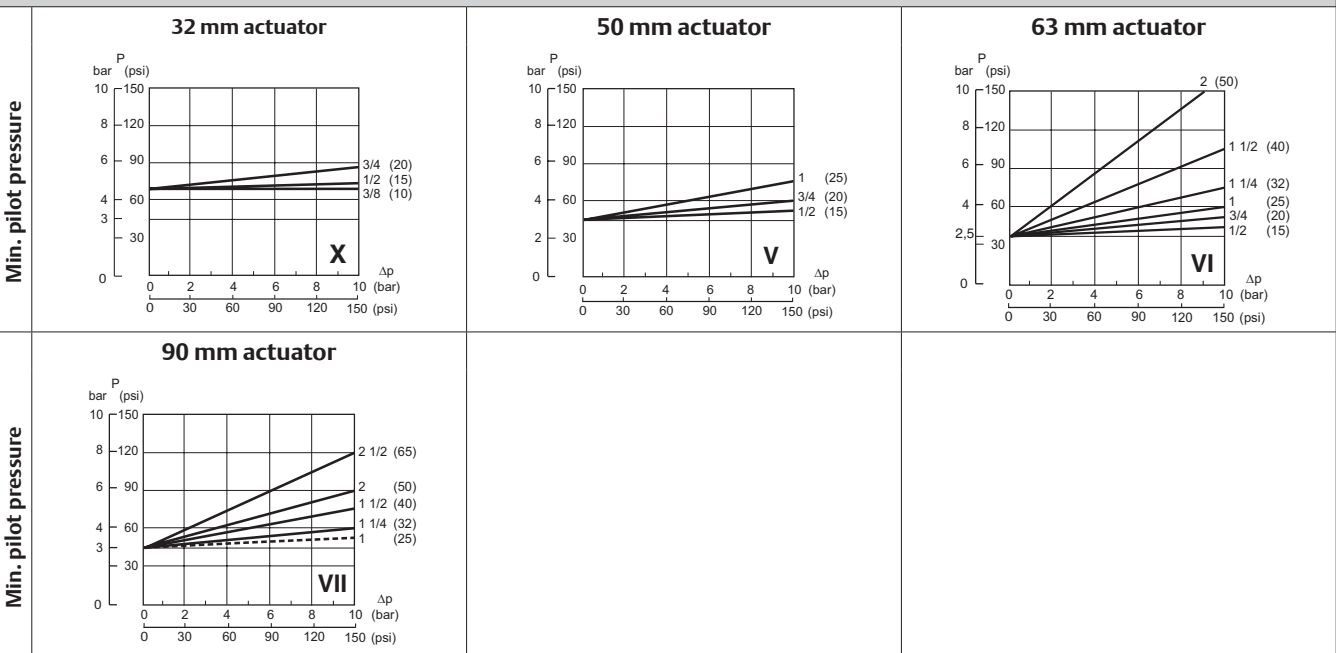 32 mm actuator
50 mm actuator
63 mm actuator
Min. pilot pressure
P
bar (psi)
10 150
8 120
6 90
4 60
3
30
0
3/4 (20)
1/2 (15)
3/8 (10)
X
Δp
0 2 4 6 8 10 (bar)
0 30 60 90 120 150 (psi)
P
bar (psi)
10 150
8 120
6 90
4 60
2 30
0
1 (25)
3/4 (20)
1/2 (15)
V
Δp
0 2 4 6 8 10 (bar)
0 30 60 90 120 150 (psi)
P
bar (psi)
10 150
8 120
6 90
4 60
2,5
30
0
2 (50)
1 1/2 (40)
1 1/4 (32)
1 (25)
3/4 (20)
1/2 (15)
VI
Δp
0 2 4 6 8 10 (bar)
0 30 60 90 120 150 (psi)
90 mm actuator
Min. pilot pressure
P
bar (psi)
10 150
8 120
6 90
4 60
3
30
0
2 1/2 (65)
2 (50)
1 1/2 (40)
1 1/4 (32)
1 (25)
VII
Δp
0 2 4 6 8 10 (bar)
0 30 60 90 120 150 (psi)